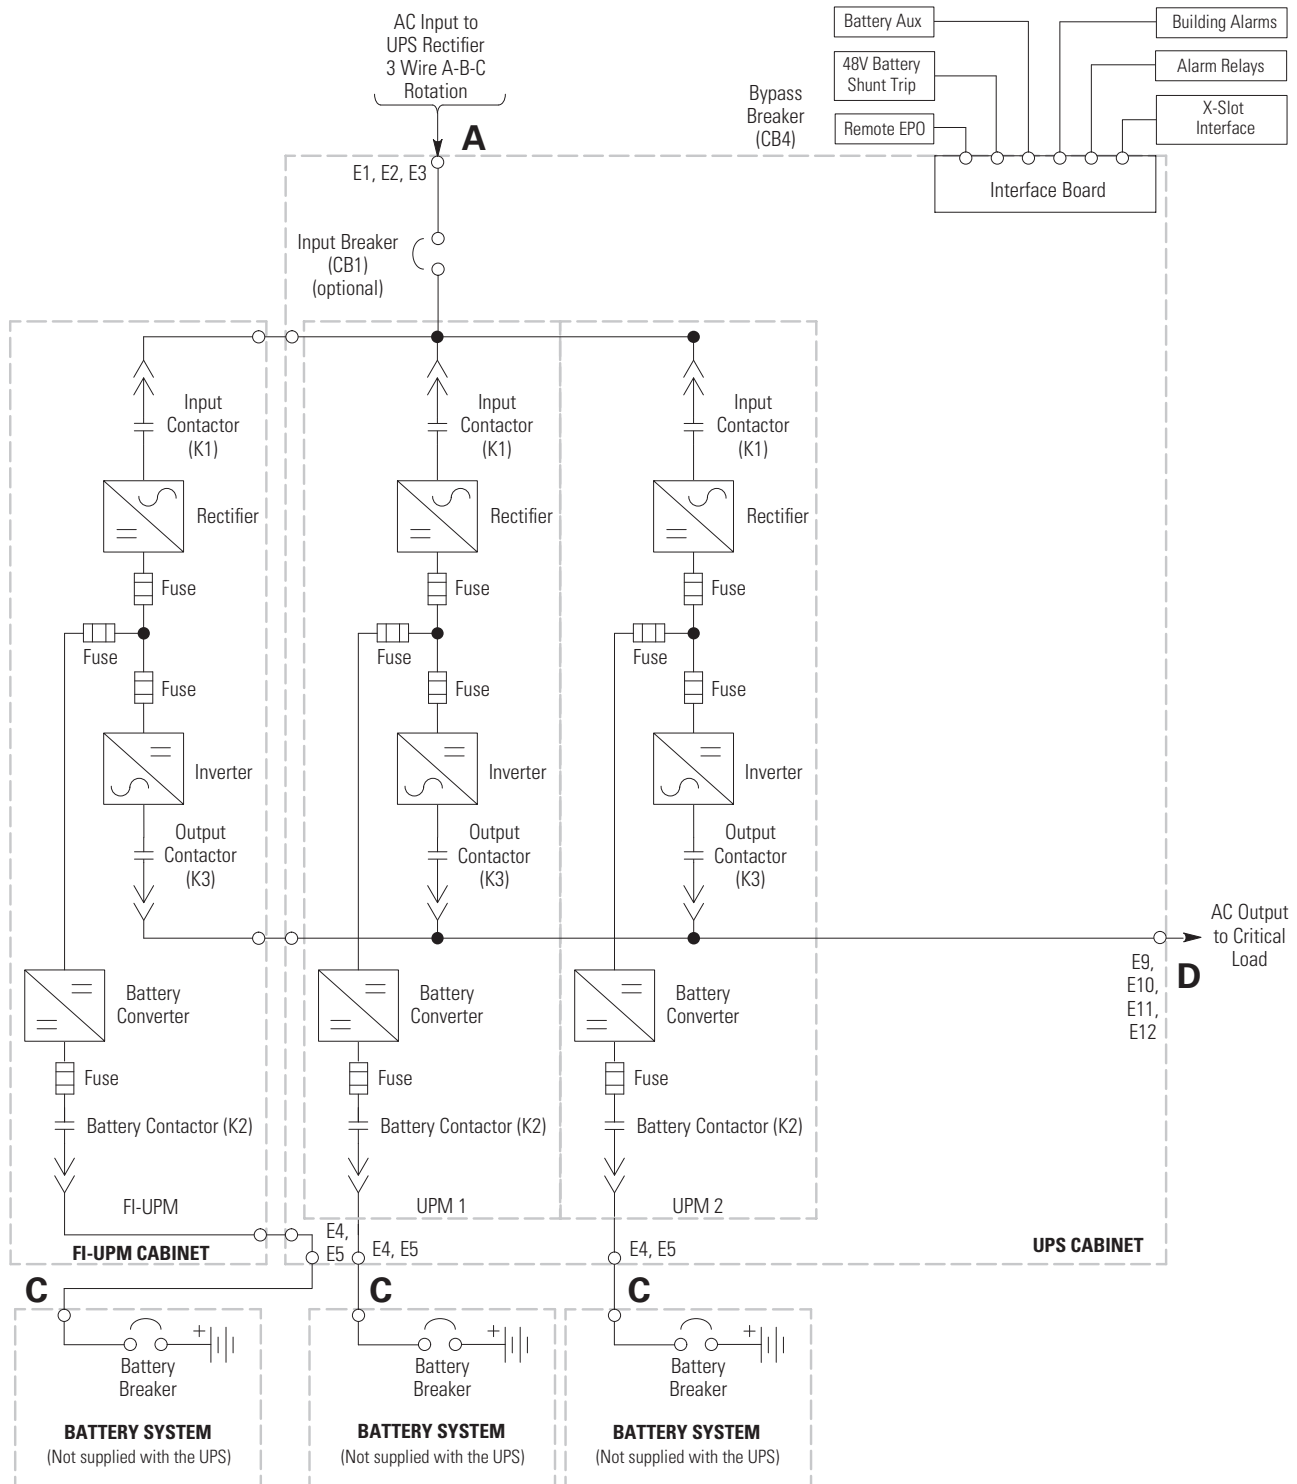 AC Input to
UPS Rectifier
3 Wire A-B-C
Rotation
A
E1, E2, E3
Bypass
Breaker
(CB4)
Battery Aux
48V Battery
Shunt Trip
Remote EPO
Building Alarms
Alarm Relays
X-Slot
Interface
Interface Board
Input Breaker
(CB1)
(optional)
Input
Contactor
(K1)
Input
Contactor
(K1)
Input
Contactor
(K1)
Rectifier
Rectifier
Rectifier
Fuse
Fuse
Fuse
Fuse
Fuse
Fuse
Fuse
Fuse
Fuse
Inverter
Inverter
Inverter
Output
Contactor
(K3)
Output
Contactor
(K3)
Output
Contactor
(K3)
AC Output
to Critical
Load
D
E9,
E10,
E11,
E12
Battery
Converter
Battery
Converter
Battery
Converter
Fuse
Fuse
Fuse
Battery Contactor (K2)
Battery Contactor (K2)
Battery Contactor (K2)
FI-UPM
UPM 1
UPM 2
FI-UPM CABINET
E4,
E5
E4, E5
E4, E5
UPS CABINET
C
C
C
+
+
+
Battery
Breaker
Battery
Breaker
Battery
Breaker
BATTERY SYSTEM
(Not supplied with the UPS)
BATTERY SYSTEM
(Not supplied with the UPS)
BATTERY SYSTEM
(Not supplied with the UPS)